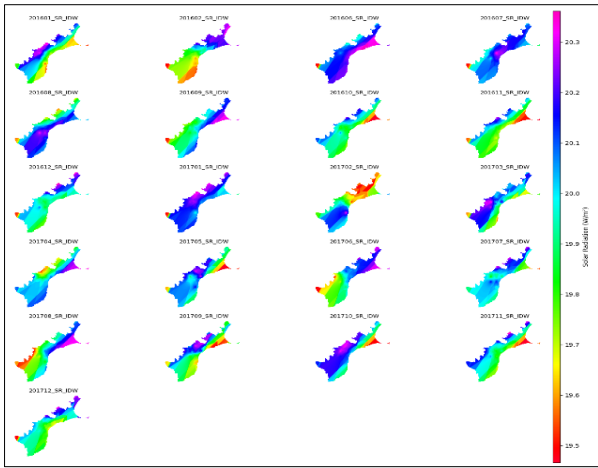 201601_SR_IDW 201602_SR_IDW 201606_SR_IDW 201607_SR_IDW
201608_SR_IDW 201609_SR_IDW 201610_SR_IDW 201611_SR_IDW
201612_SR_IDW 201701_SR_IDW 201702_SR_IDW 201703_SR_IDW
201704_SR_IDW 201705_SR_IDW 201706_SR_IDW 201707_SR_IDW
201708_SR_IDW 201709_SR_IDW 201710_SR_IDW 201711_SR_IDW
201712_SR_IDW
20.3
20.2
20.1
20.0
19.9
19.8
19.7
19.6
19.5
Solar Radiation (W/m²)